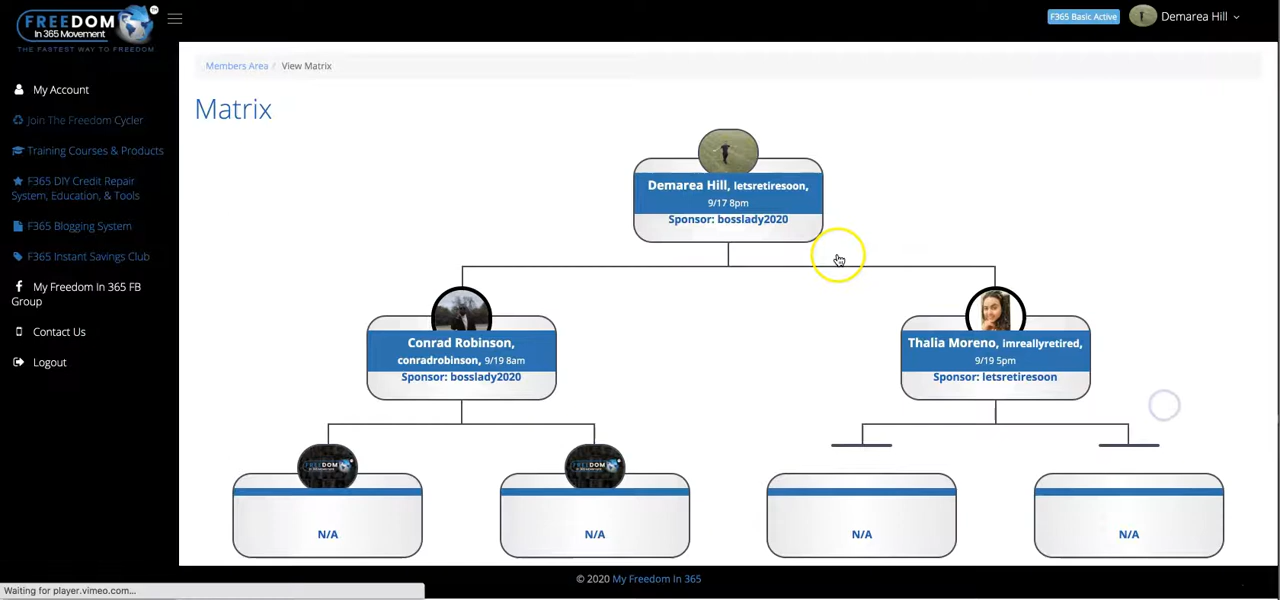 FREEDOM
In 365 Movement
THE FASTEST WAY TO FREEDOM
F365 Basic Active
Demarea Hill
My Account
Join The Freedom Cycler
Training Courses & Products
F365 DIY Credit Repair
System, Education, & Tools
F365 Blogging System
F365 Instant Savings Club
My Freedom In 365 FB
Group
Contact Us
Logout
Members Area / View Matrix
Matrix
Demarea Hill, letsretiresoon,
9/17 8pm
Sponsor: bosslady2020
Conrad Robinson,
conradrobinson, 9/19 8am
Sponsor: bosslady2020
Thalia Moreno, imreallyretired,
9/19 5pm
Sponsor: letsretiresoon
FREEDOM
FREEDOM
N/A
N/A
N/A
N/A
© 2020 My Freedom In 365
Waiting for player.vimeo.com...